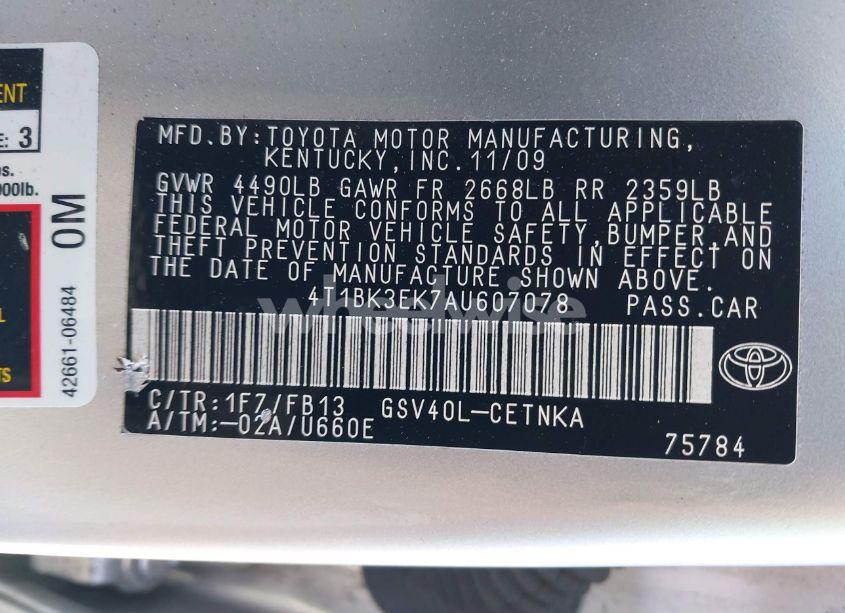 ENT
E: 3
s.
900lb.
0M
L
TS
42661-06484
MFD.BY:TOYOTA MOTOR MANUFACTURING,
KENTUCKY,INC.11/09
GVWR 4490LB GAWR FR 2668LB RR 2359LB
THIS VEHICLE CONFORMS TO ALL APPLICABLE
FEDERAL MOTOR VEHICLE SAFETY,BUMPER,AND
THEFT PREVENTION STANDARDS IN EFFECT ON
THE DATE OF MANUFACTURE SHOWN ABOVE.
4T1BK3EK7AU607078 PASS.CAR
wheelwise
C/TR:1F7/FB13 GSV40L-CETNKA
A/TM:-02A/U660E
75784